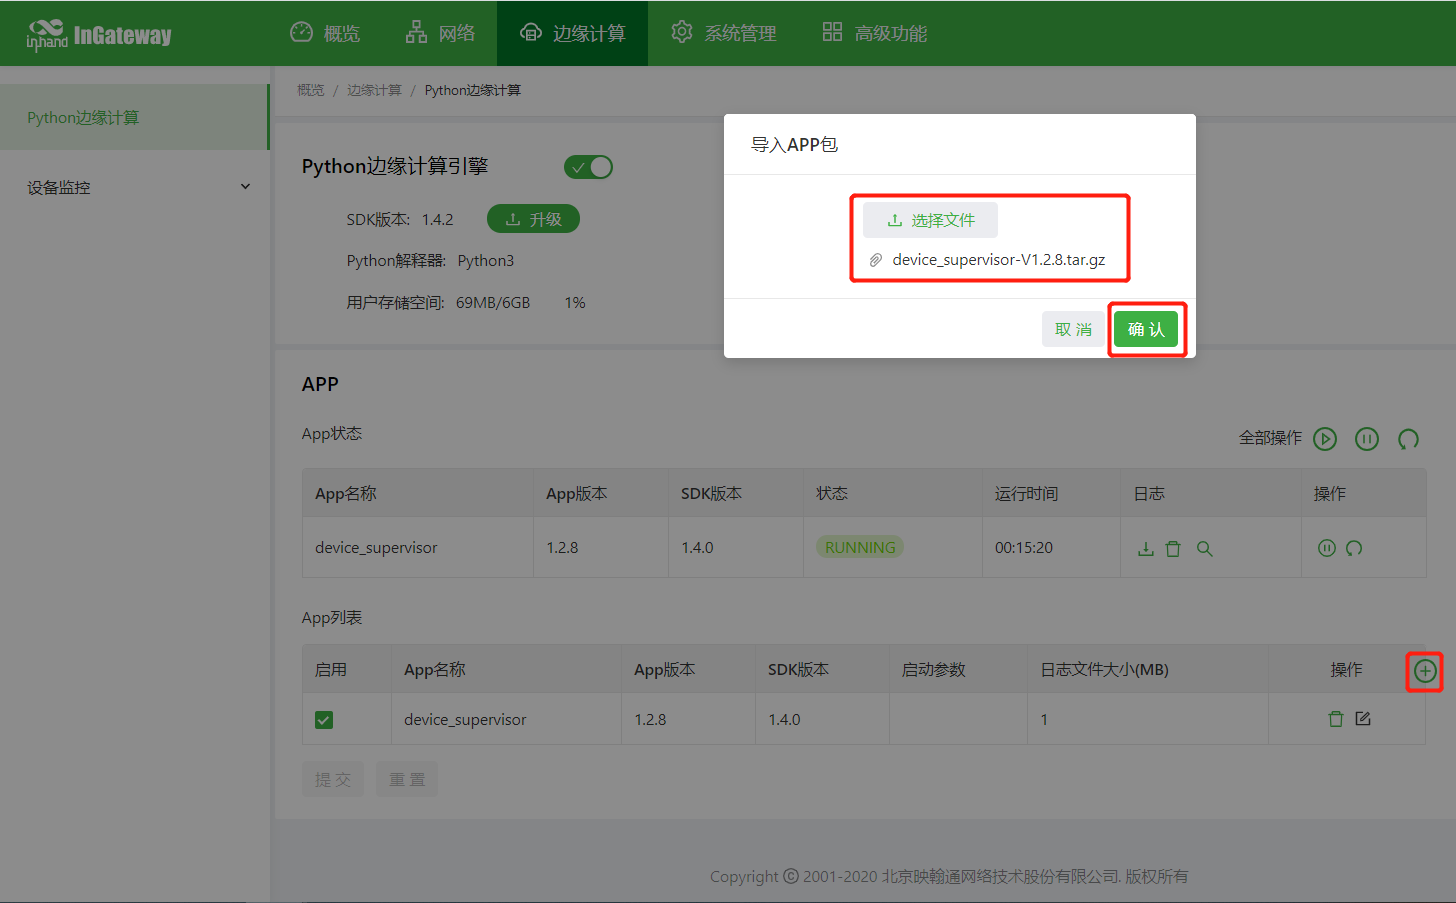 inhand InGateway
概览
网络
边缘计算
系统管理
高级功能
Python边缘计算
设备监控
概览 / 边缘计算 / Python边缘计算
Python边缘计算引擎
SDK版本: 1.4.2
升级
Python解释器: Python3
用户存储空间: 69MB/6GB 1%
导入APP包
选择文件
device_supervisor-V1.2.8.tar.gz
取 消
确 认
APP
App状态
全部操作
App名称 App版本 SDK版本 状态 运行时间 日志 操作
device_supervisor 1.2.8 1.4.0 RUNNING 00:15:20
App列表
启用 App名称 App版本 SDK版本 启动参数 日志文件大小(MB) 操作
device_supervisor 1.2.8 1.4.0 1
提 交
重 置
Copyright © 2001-2020 北京映翰通网络技术股份有限公司. 版权所有